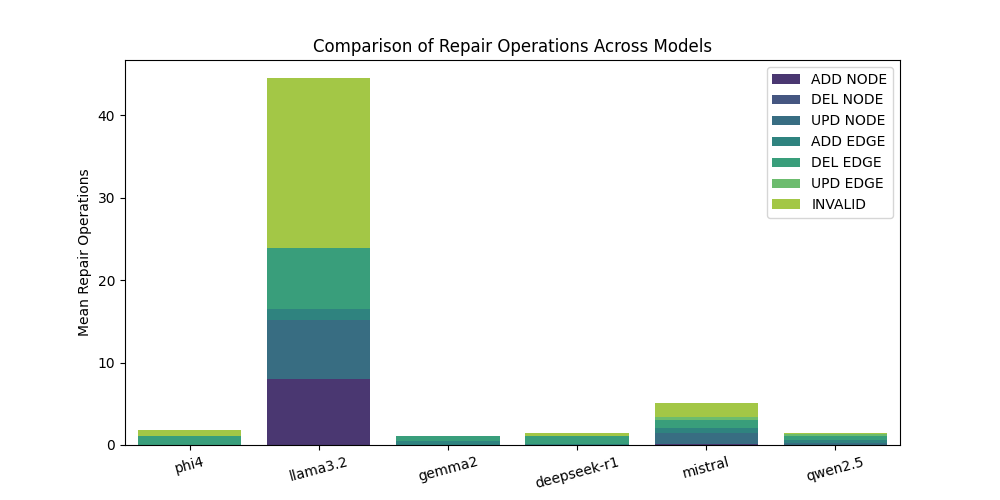 Comparison of Repair Operations Across Models
Mean Repair Operations
40
30
20
10
0
ADD NODE
DEL NODE
UPD NODE
ADD EDGE
DEL EDGE
UPD EDGE
INVALID
phi4
llama3.2
gemma2
deepseek-r1
mistral
qwen2.5